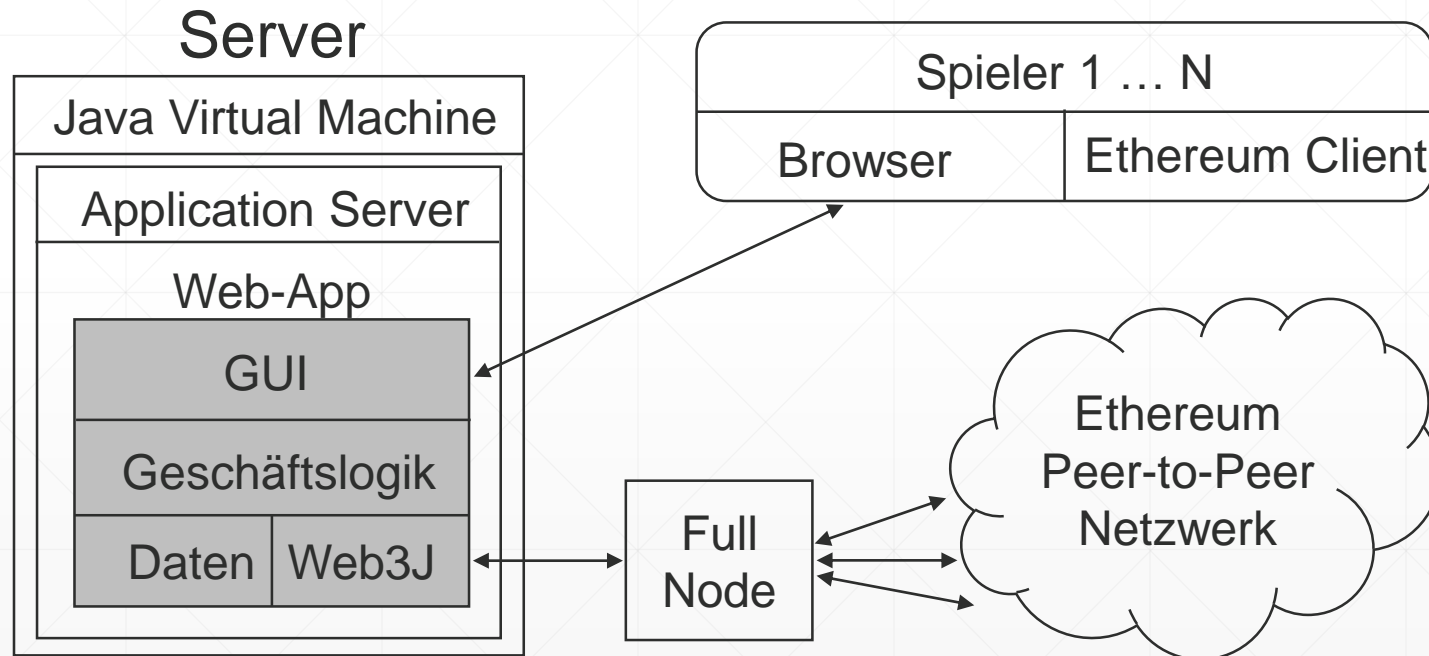 Server
Java Virtual Machine
Application Server
Web-App
GUI
Geschäftslogik
Daten
Web3J
Spieler 1 … N
Browser
Ethereum Client
Full
Node
Ethereum
Peer-to-Peer
Netzwerk